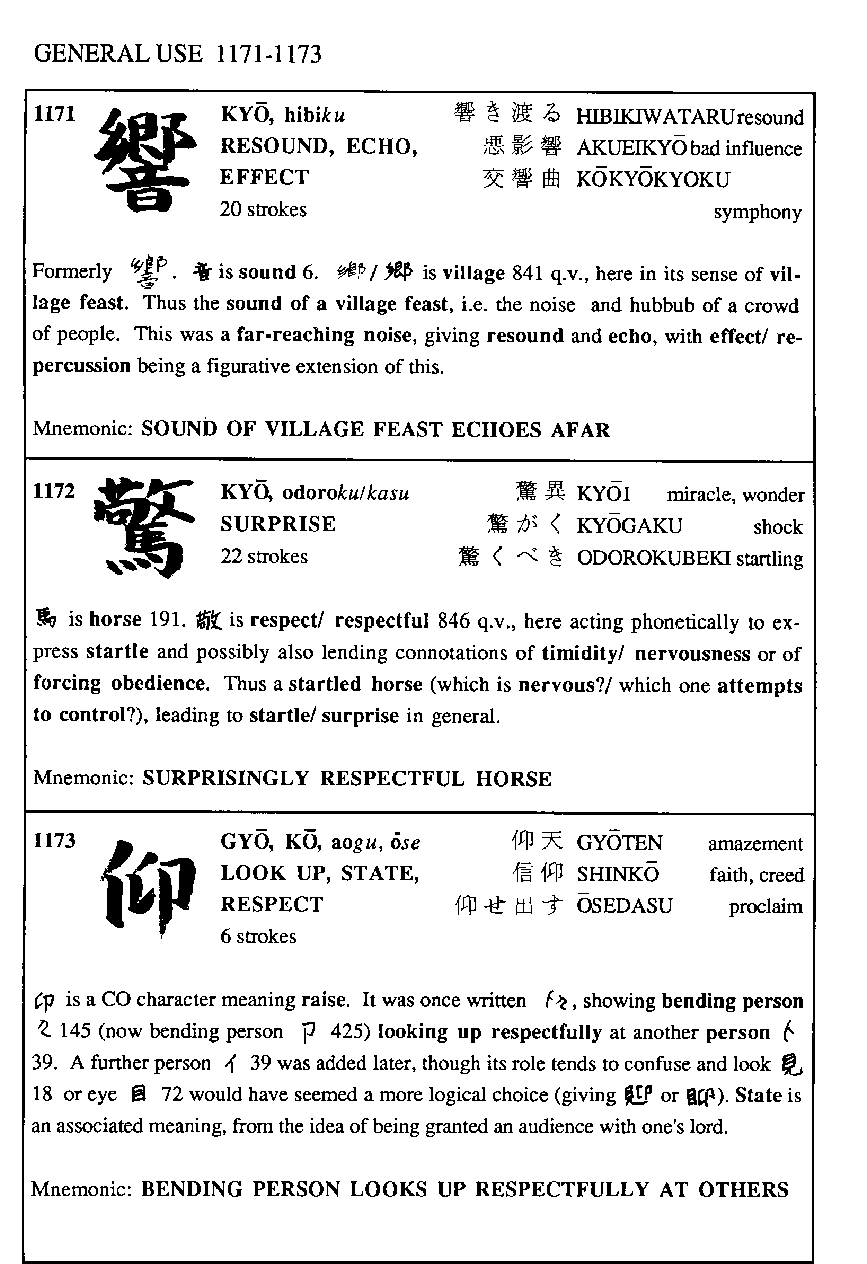 GENERAL USE 1171-1173
1171 響 KYŌ, hibiku 響き渡る HIBIKIWATARU resound
RESOUND, ECHO, 悪影響 AKUEIKYŌ bad influence
EFFECT 交響曲 KŌKYŌKYOKU
20 strokes symphony
Formerly 響. 音 is sound 6. 鄕/郷 is village 841 q.v., here in its sense of vil-
lage feast. Thus the sound of a village feast, i.e. the noise and hubbub of a crowd
of people. This was a far-reaching noise, giving resound and echo, with effect/ re-
percussion being a figurative extension of this.
Mnemonic: SOUND OF VILLAGE FEAST ECHOES AFAR
1172 驚 KYŌ, odoroku/kasu 驚異 KYŌI miracle, wonder
SURPRISE 驚がく KYŌGAKU shock
22 strokes 驚くべき ODOROKUBEKI startling
馬 is horse 191. 敬 is respect/ respectful 846 q.v., here acting phonetically to ex-
press startle and possibly also lending connotations of timidity/ nervousness or of
forcing obedience. Thus a startled horse (which is nervous?/ which one attempts
to control?), leading to startle/ surprise in general.
Mnemonic: SURPRISINGLY RESPECTFUL HORSE
1173 仰 GYŌ, KŌ, aogu, ōse 仰天 GYŌTEN amazement
LOOK UP, STATE, 信仰 SHINKŌ faith, creed
RESPECT 仰せ出す ŌSEDASU proclaim
6 strokes
卬 is a CO character meaning raise. It was once written , showing bending person
145 (now bending person 卩 425) looking up respectfully at another person
39. A further person 亻 39 was added later, though its role tends to confuse and look 見
18 or eye 目 72 would have seemed a more logical choice (giving or ). State is
an associated meaning, from the idea of being granted an audience with one's lord.
Mnemonic: BENDING PERSON LOOKS UP RESPECTFULLY AT OTHERS